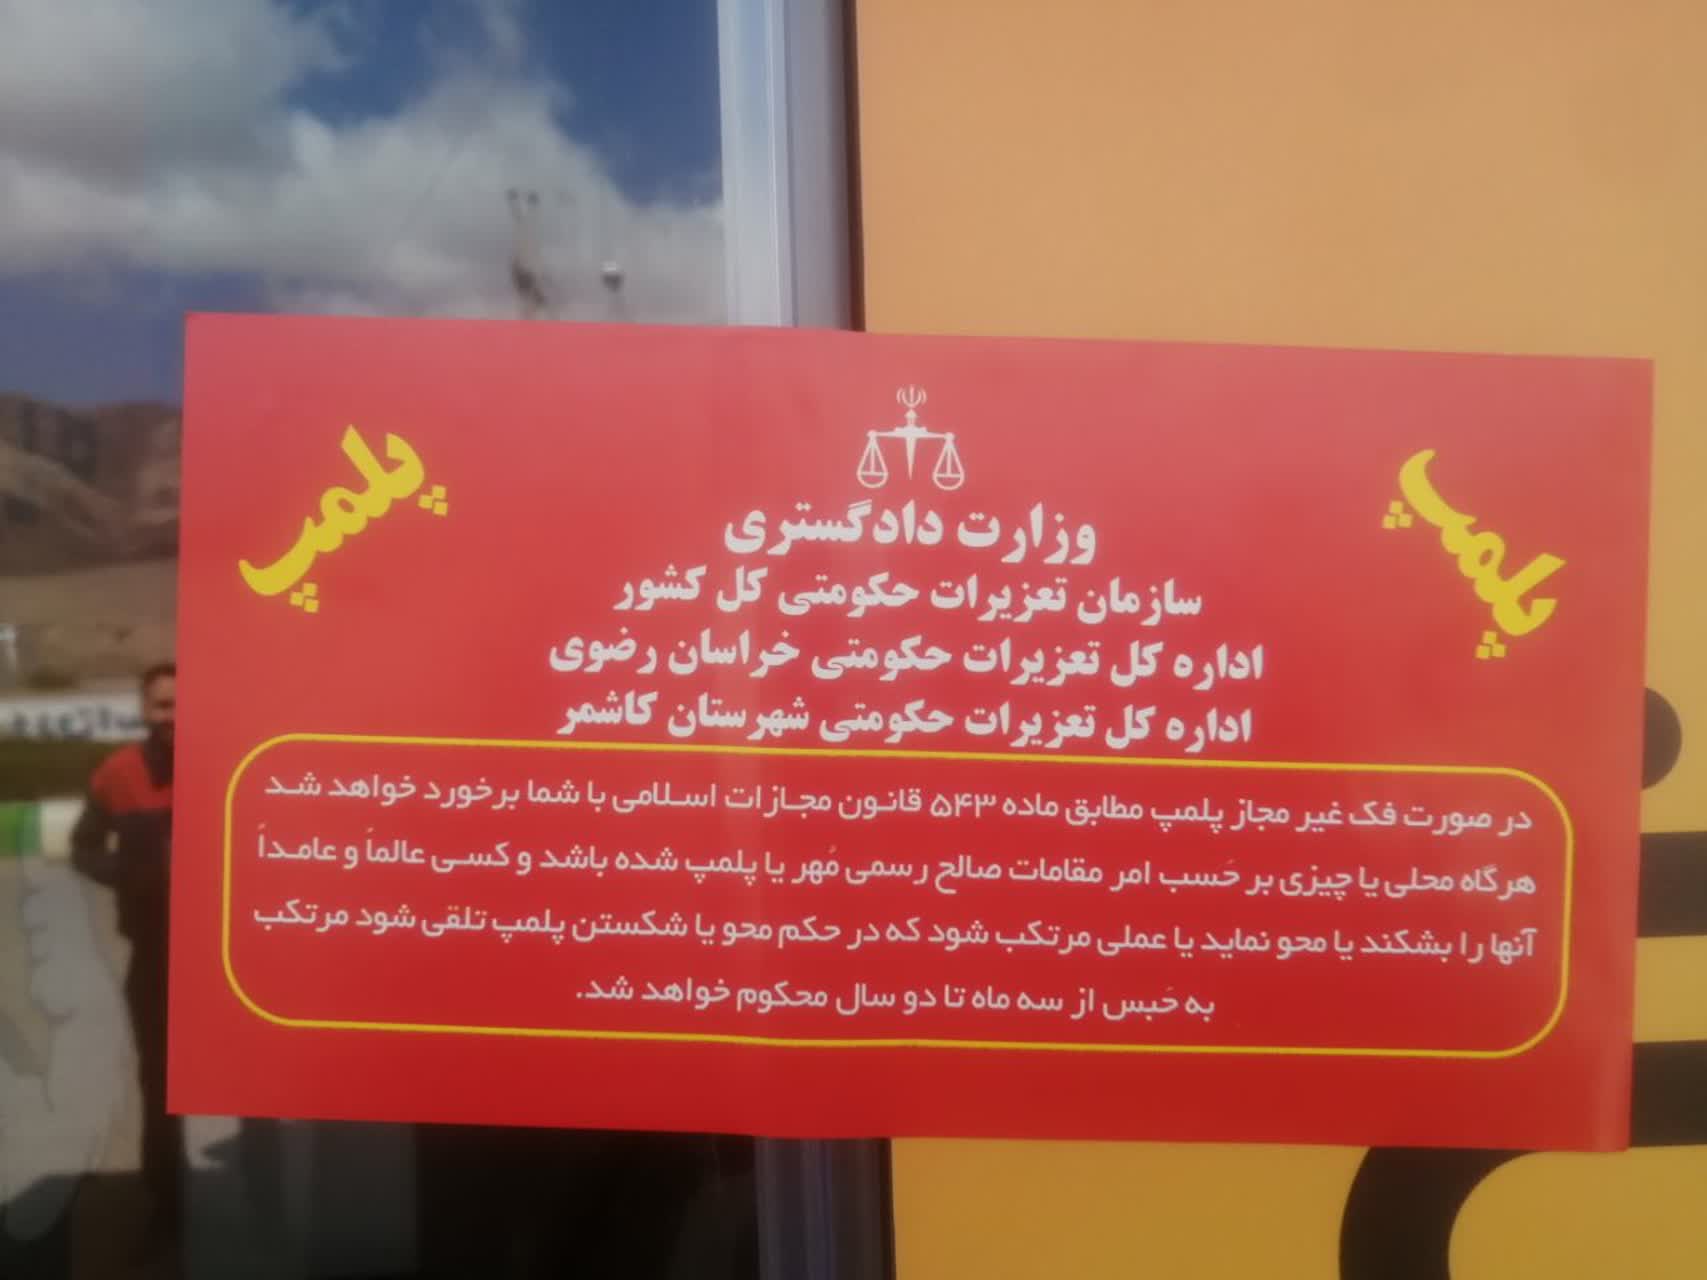 پلمپ
پلمپ
وزارت دادگستری
سازمان تعزیرات حکومتی کل کشور
اداره کل تعزیرات حکومتی خراسان رضوی
اداره کل تعزیرات حکومتی شهرستان کاشمر
در صورت فک غیر مجاز پلمپ مطابق ماده ۵۴۳ قانون مجازات اسلامی با شما برخورد خواهد شد
هرگاه محلی یا چیزی بر حَسب امر مقامات صالح رسمی مُهر یا پلمپ شده باشد و کسی عالماً و عامداً
آنها را بشکند یا محو نماید یا عملی مرتکب شود که در حکم محو یا شکستن پلمپ تلقی شود مرتکب
به حَبس از سه ماه تا دو سال محکوم خواهد شد.